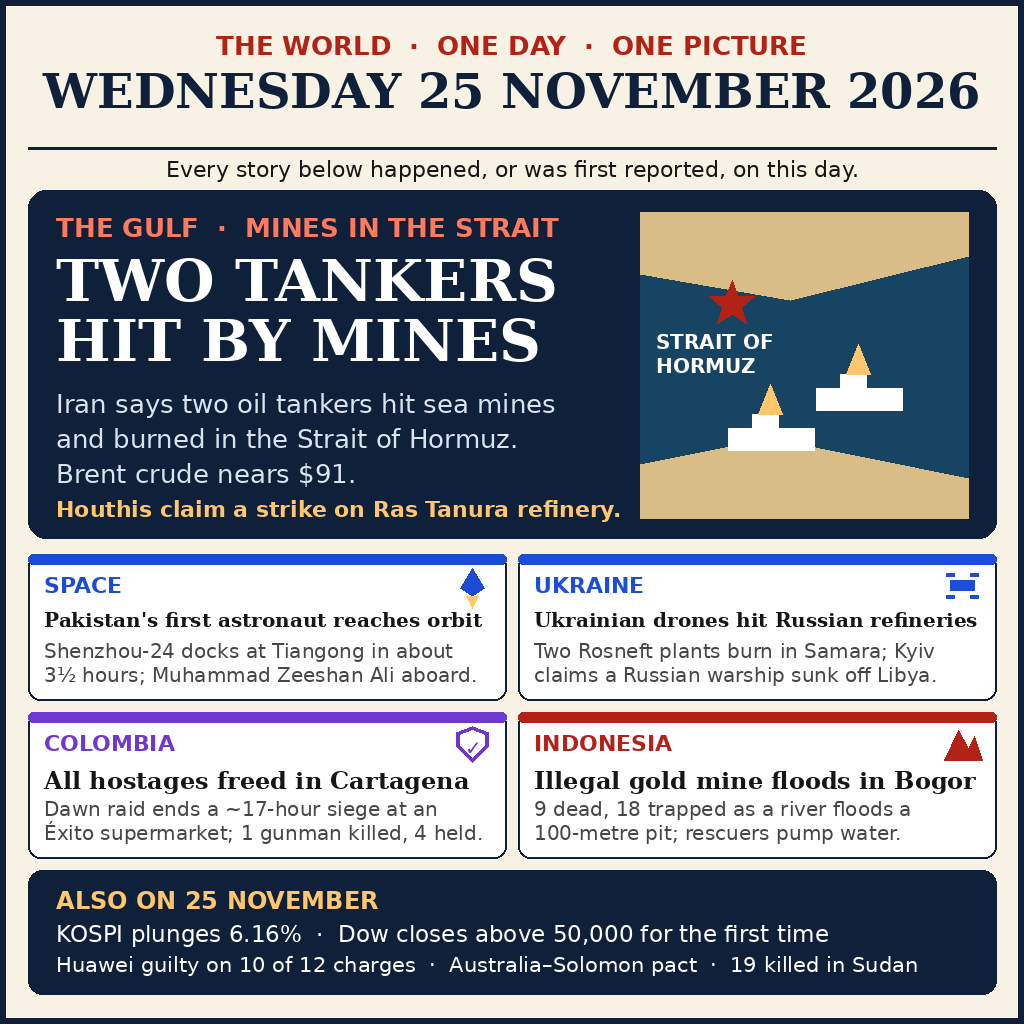 THE WORLD · ONE DAY · ONE PICTURE
WEDNESDAY 25 NOVEMBER 2026
Every story below happened, or was first reported, on this day.
THE GULF · MINES IN THE STRAIT
TWO TANKERS
HIT BY MINES
Iran says two oil tankers hit sea mines
and burned in the Strait of Hormuz.
Brent crude nears $91.
Houthis claim a strike on Ras Tanura refinery.
STRAIT OF
HORMUZ
SPACE
Pakistan's first astronaut reaches orbit
Shenzhou-24 docks at Tiangong in about
3½ hours; Muhammad Zeeshan Ali aboard.
UKRAINE
Ukrainian drones hit Russian refineries
Two Rosneft plants burn in Samara; Kyiv
claims a Russian warship sunk off Libya.
COLOMBIA
All hostages freed in Cartagena
Dawn raid ends a ~17-hour siege at an
Éxito supermarket; 1 gunman killed, 4 held.
INDONESIA
Illegal gold mine floods in Bogor
9 dead, 18 trapped as a river floods a
100-metre pit; rescuers pump water.
ALSO ON 25 NOVEMBER
KOSPI plunges 6.16% · Dow closes above 50,000 for the first time
Huawei guilty on 10 of 12 charges · Australia–Solomon pact · 19 killed in Sudan